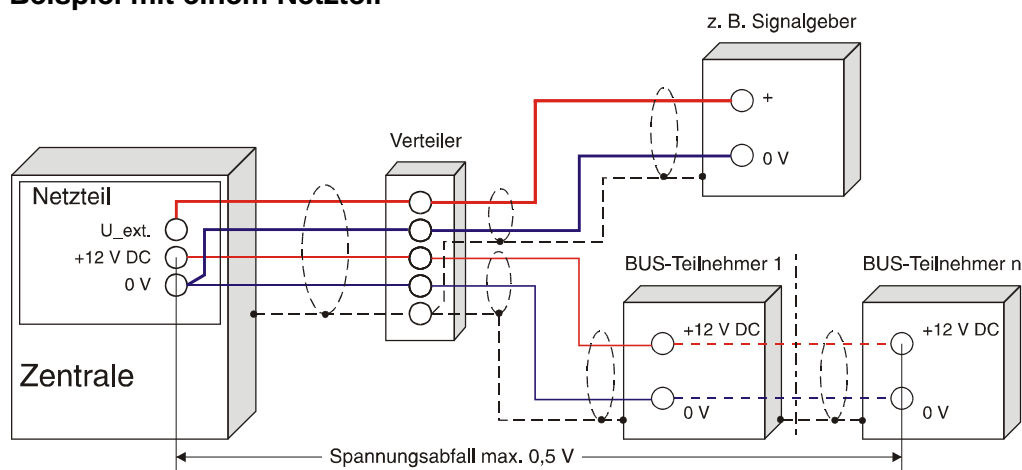 Beispiel mit einem Netzteil
z. B. Signalgeber
+
0 V
Verteiler
Netzteil
U_ext.
+12 V DC
0 V
Zentrale
BUS-Teilnehmer 1
+12 V DC
0 V
BUS-Teilnehmer n
+12 V DC
0 V
Spannungsabfall max. 0,5 V